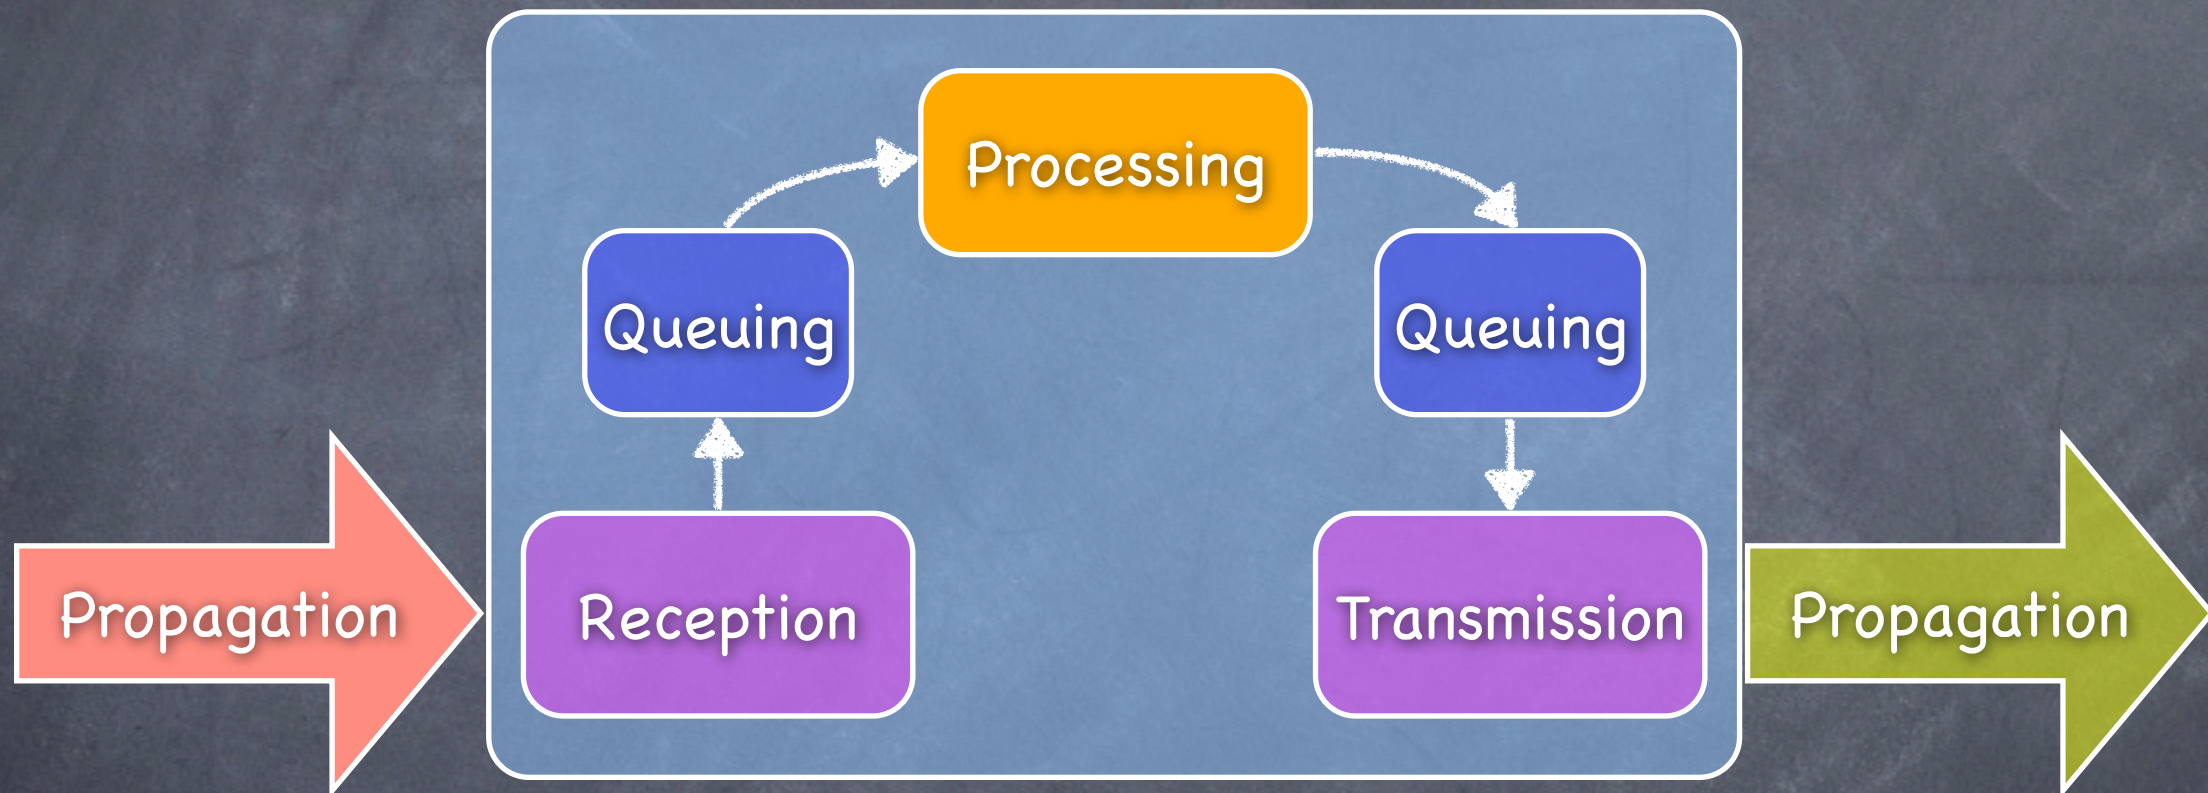 Processing
Queuing
Queuing
Propagation
Reception
Transmission
Propagation